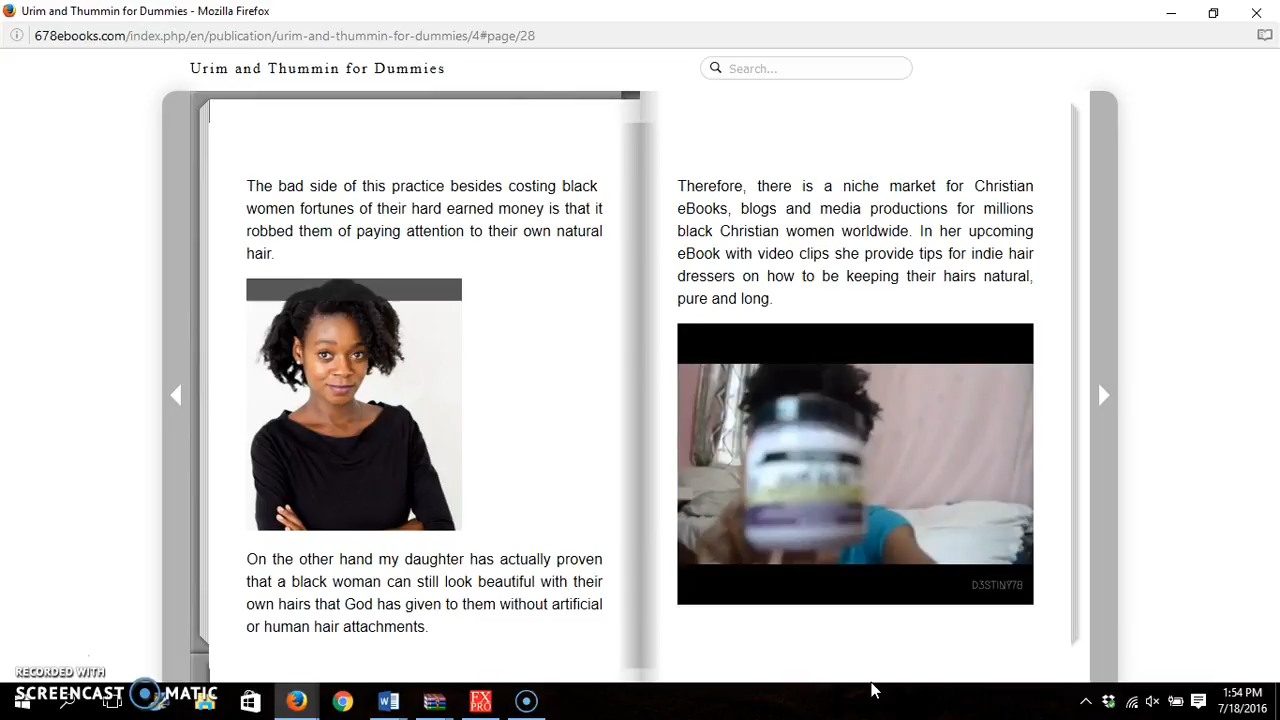 Urim and Thummin for Dummies - Mozilla Firefox
678ebooks.com/index.php/en/publication/urim-and-thummin-for-dummies/4#page/28
Urim and Thummin for Dummies
Search...
The bad side of this practice besides costing black
women fortunes of their hard earned money is that it
robbed them of paying attention to their own natural
hair.
On the other hand my daughter has actually proven
that a black woman can still look beautiful with their
own hairs that God has given to them without artificial
or human hair attachments.
Therefore, there is a niche market for Christian
eBooks, blogs and media productions for millions
black Christian women worldwide. In her upcoming
eBook with video clips she provide tips for indie hair
dressers on how to be keeping their hairs natural,
pure and long.
D3STINY78
RECORDED WITH
SCREENCAST MATIC
FX
PRO
1:54 PM
7/18/2016